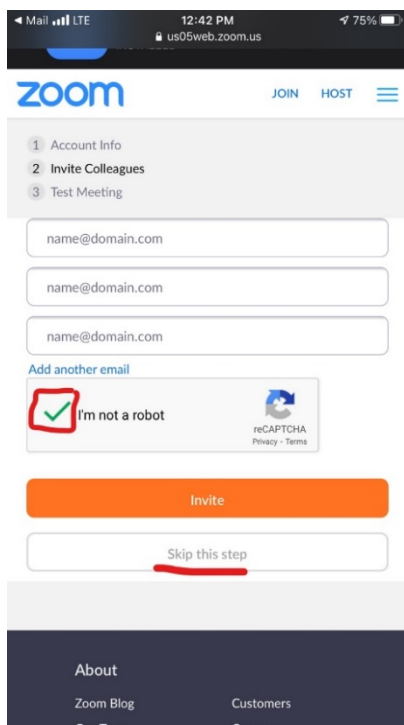 Mail LTE 12:42 PM 75%
us05web.zoom.us
zoom JOIN HOST
1 Account Info
2 Invite Colleagues
3 Test Meeting
name@domain.com
name@domain.com
name@domain.com
Add another email
I'm not a robot
reCAPTCHA
Privacy - Terms
Invite
Skip this step
About
Zoom Blog Customers